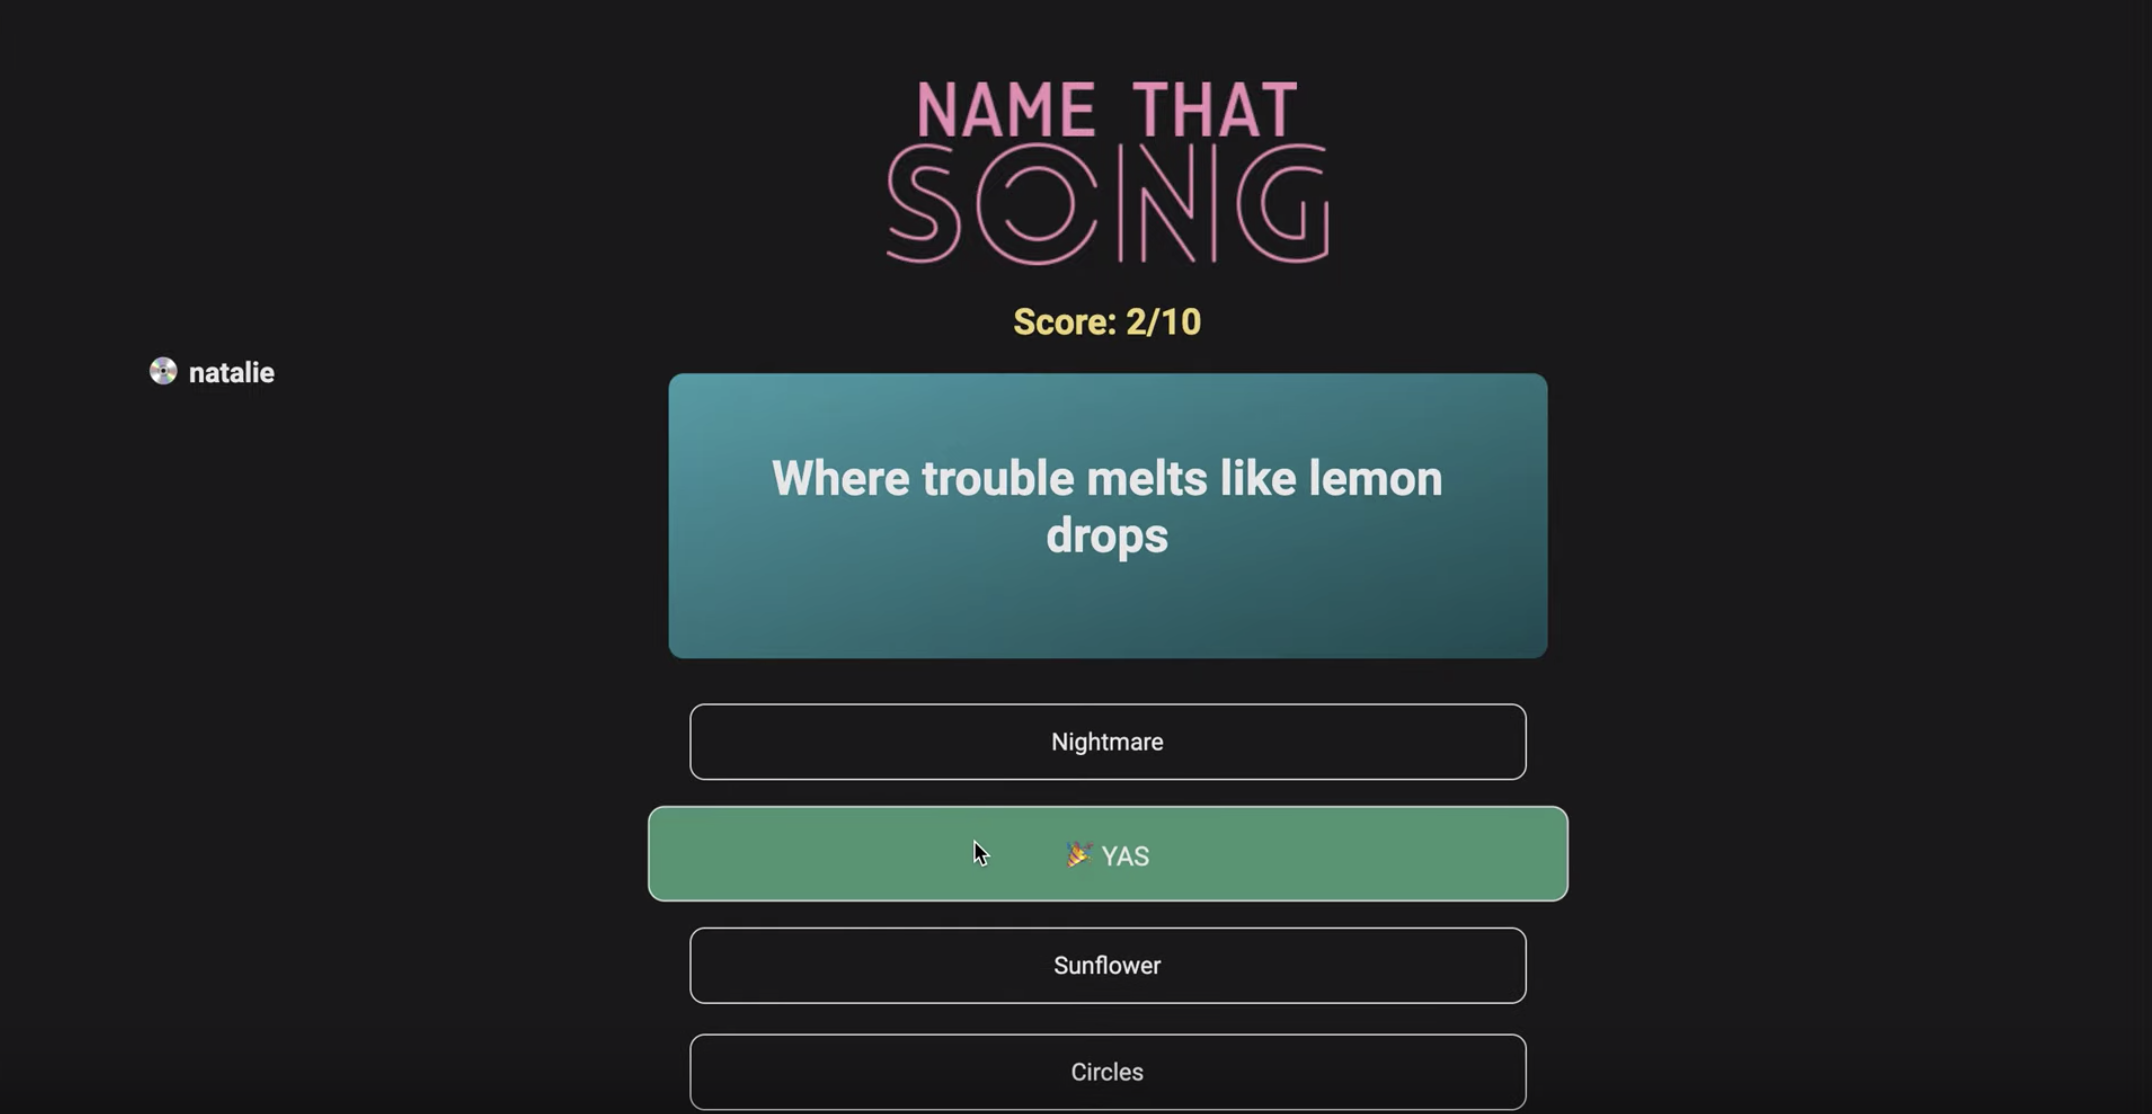 NAME THAT
SONG
Score: 2/10
natalie
Where trouble melts like lemon
drops
Nightmare
YAS
Sunflower
Circles